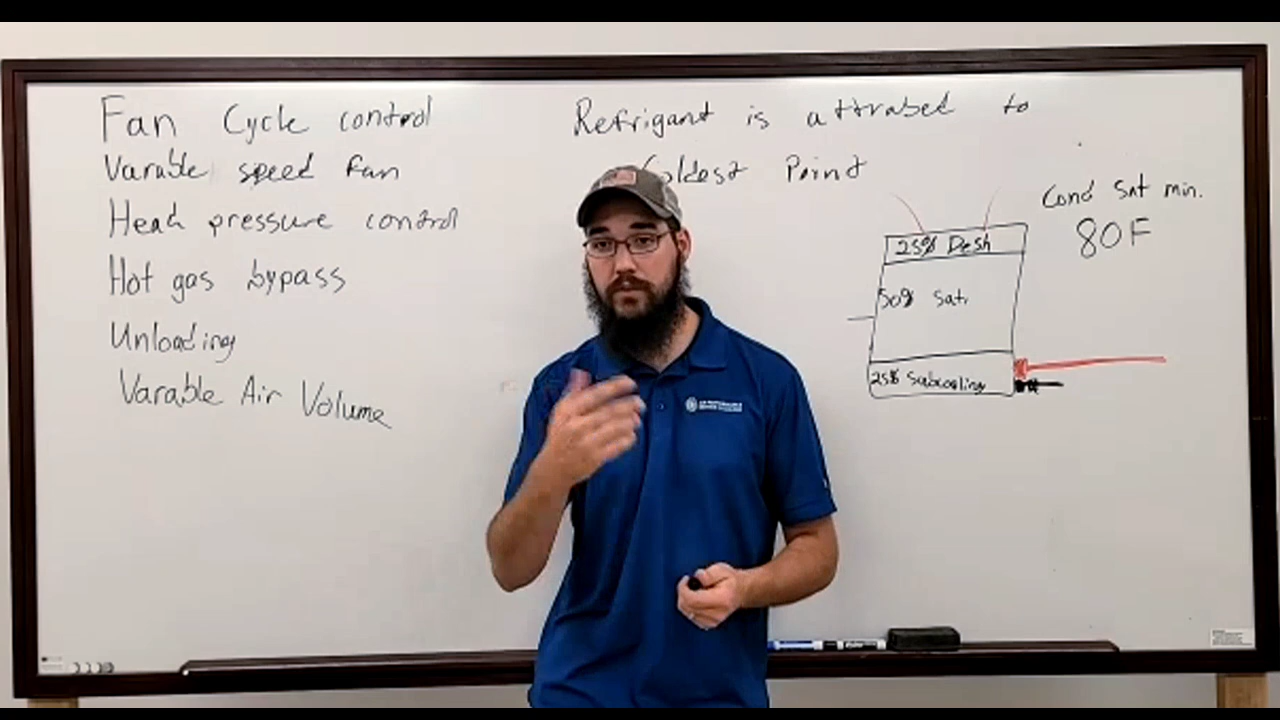 Fan Cycle control
Varable speed fan
Head pressure control
Hot gas bypass
Unloading
Varable Air Volume
Refrigant is attrabed to
Coldest Point
Cond Sat min.
80F
25% Desh
50% Sat.
25% Subcooling